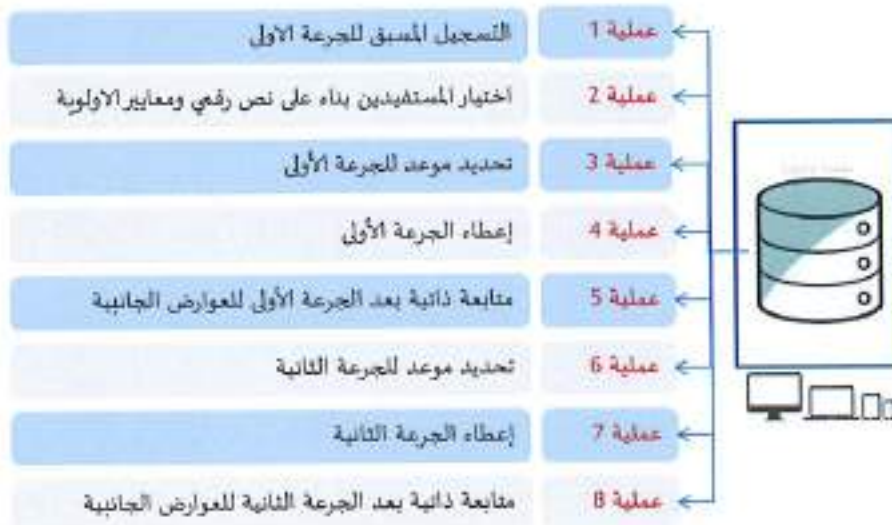 عملية 1 التسجيل المسبق للجرعة الاولى
عملية 2 اختيار المستفيدين بناء على نص رقمي ومعايير الاولوية
عملية 3 تحديد موعد للجرعة الأولى
عملية 4 إعطاء الجرعة الأولى
عملية 5 متابعة ذاتية بعد الجرعة الأولى للعوارض الجانبية
عملية 6 تحديد موعد للجرعة الثانية
عملية 7 إعطاء الجرعة الثانية
عملية 8 متابعة ذاتية بعد الجرعة الثانية للعوارض الجانبية